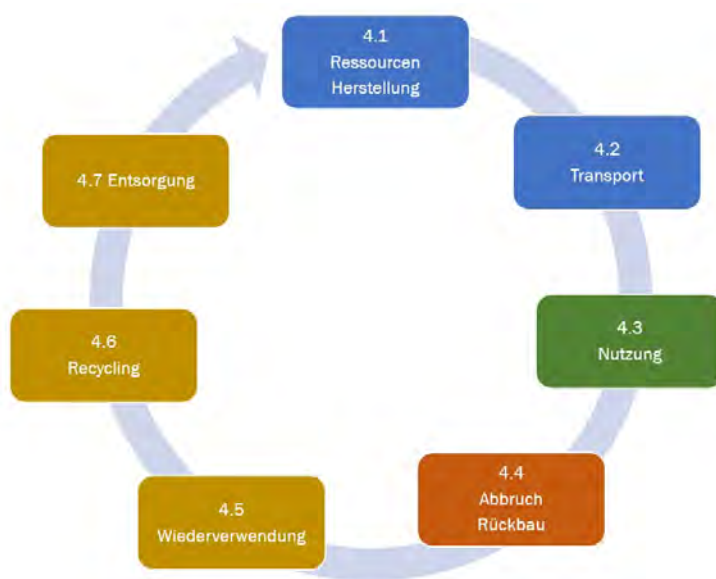 4.1
Ressourcen
Herstellung
4.2
Transport
4.3
Nutzung
4.4
Abbruch
Rückbau
4.5
Wiederverwendung
4.6
Recycling
4.7 Entsorgung